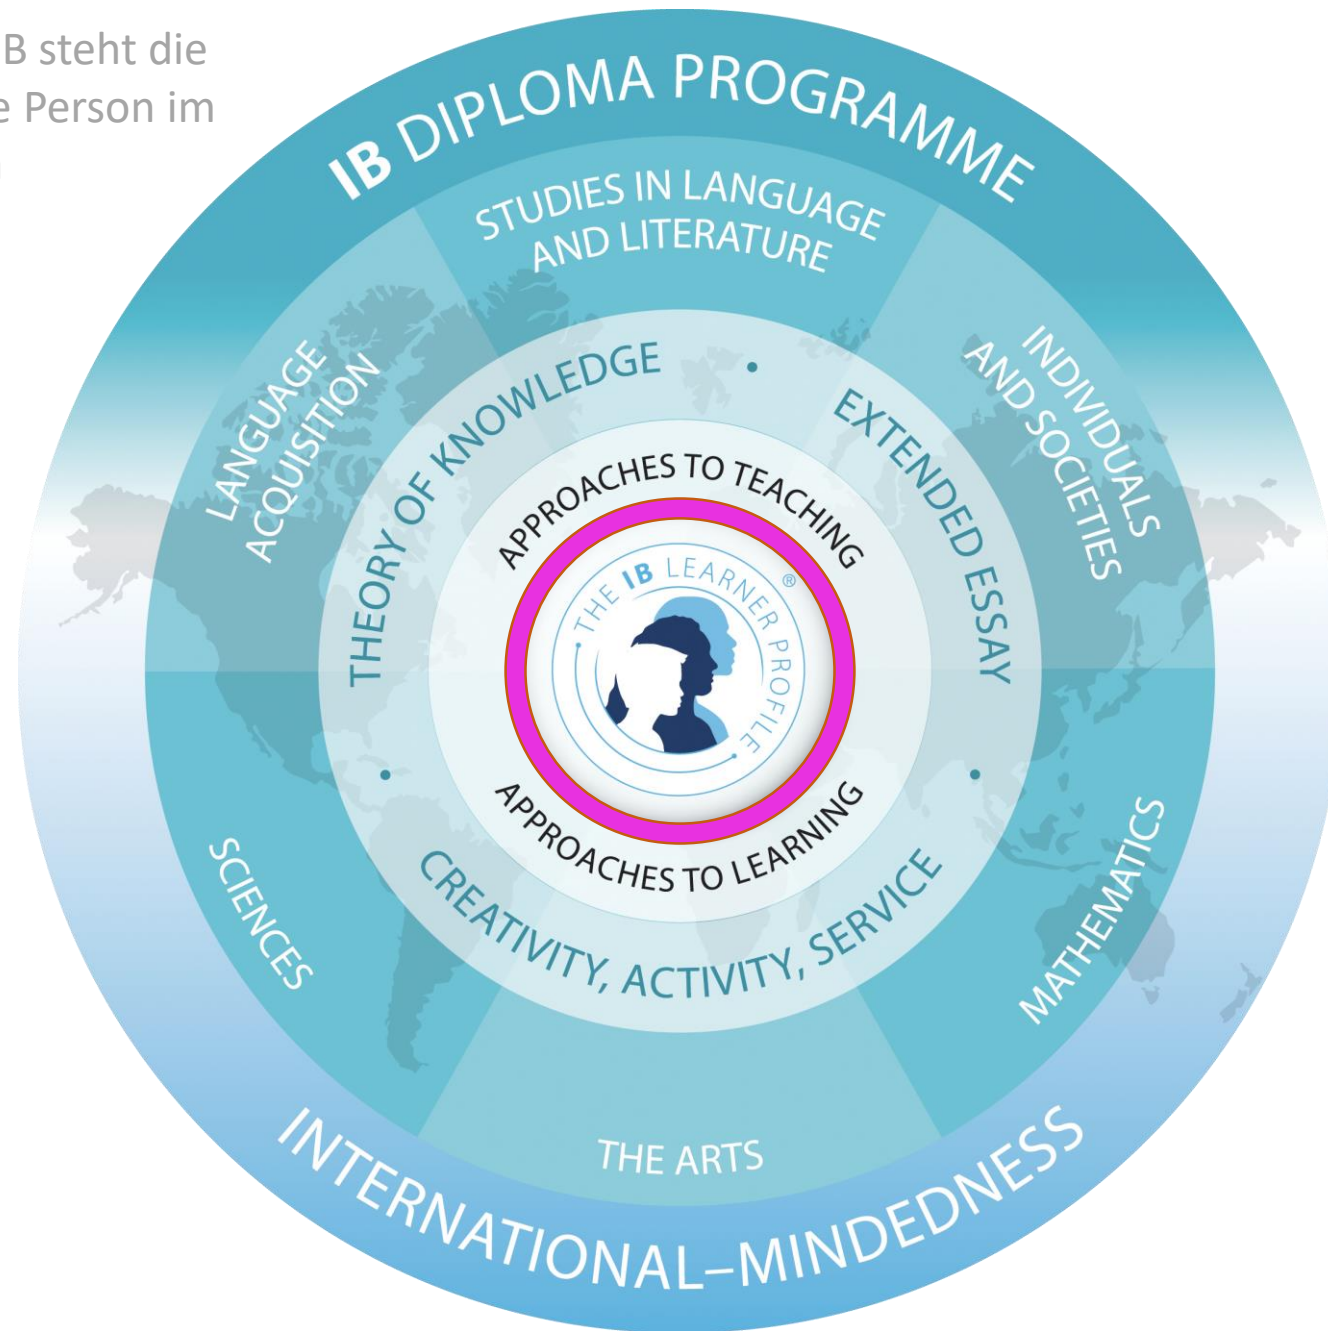 B steht die
e Person im
IB DIPLOMA PROGRAMME
STUDIES IN LANGUAGE
AND LITERATURE
LANGUAGE
ACQUISITION
INDIVIDUALS
AND SOCIETIES
THEORY OF KNOWLEDGE
•
EXTENDED ESSAY
APPROACHES TO TEACHING
• THE IB LEARNER PROFILE •
®
APPROACHES TO LEARNING
•
CREATIVITY, ACTIVITY, SERVICE
•
SCIENCES
MATHEMATICS
THE ARTS
INTERNATIONAL–MINDEDNESS